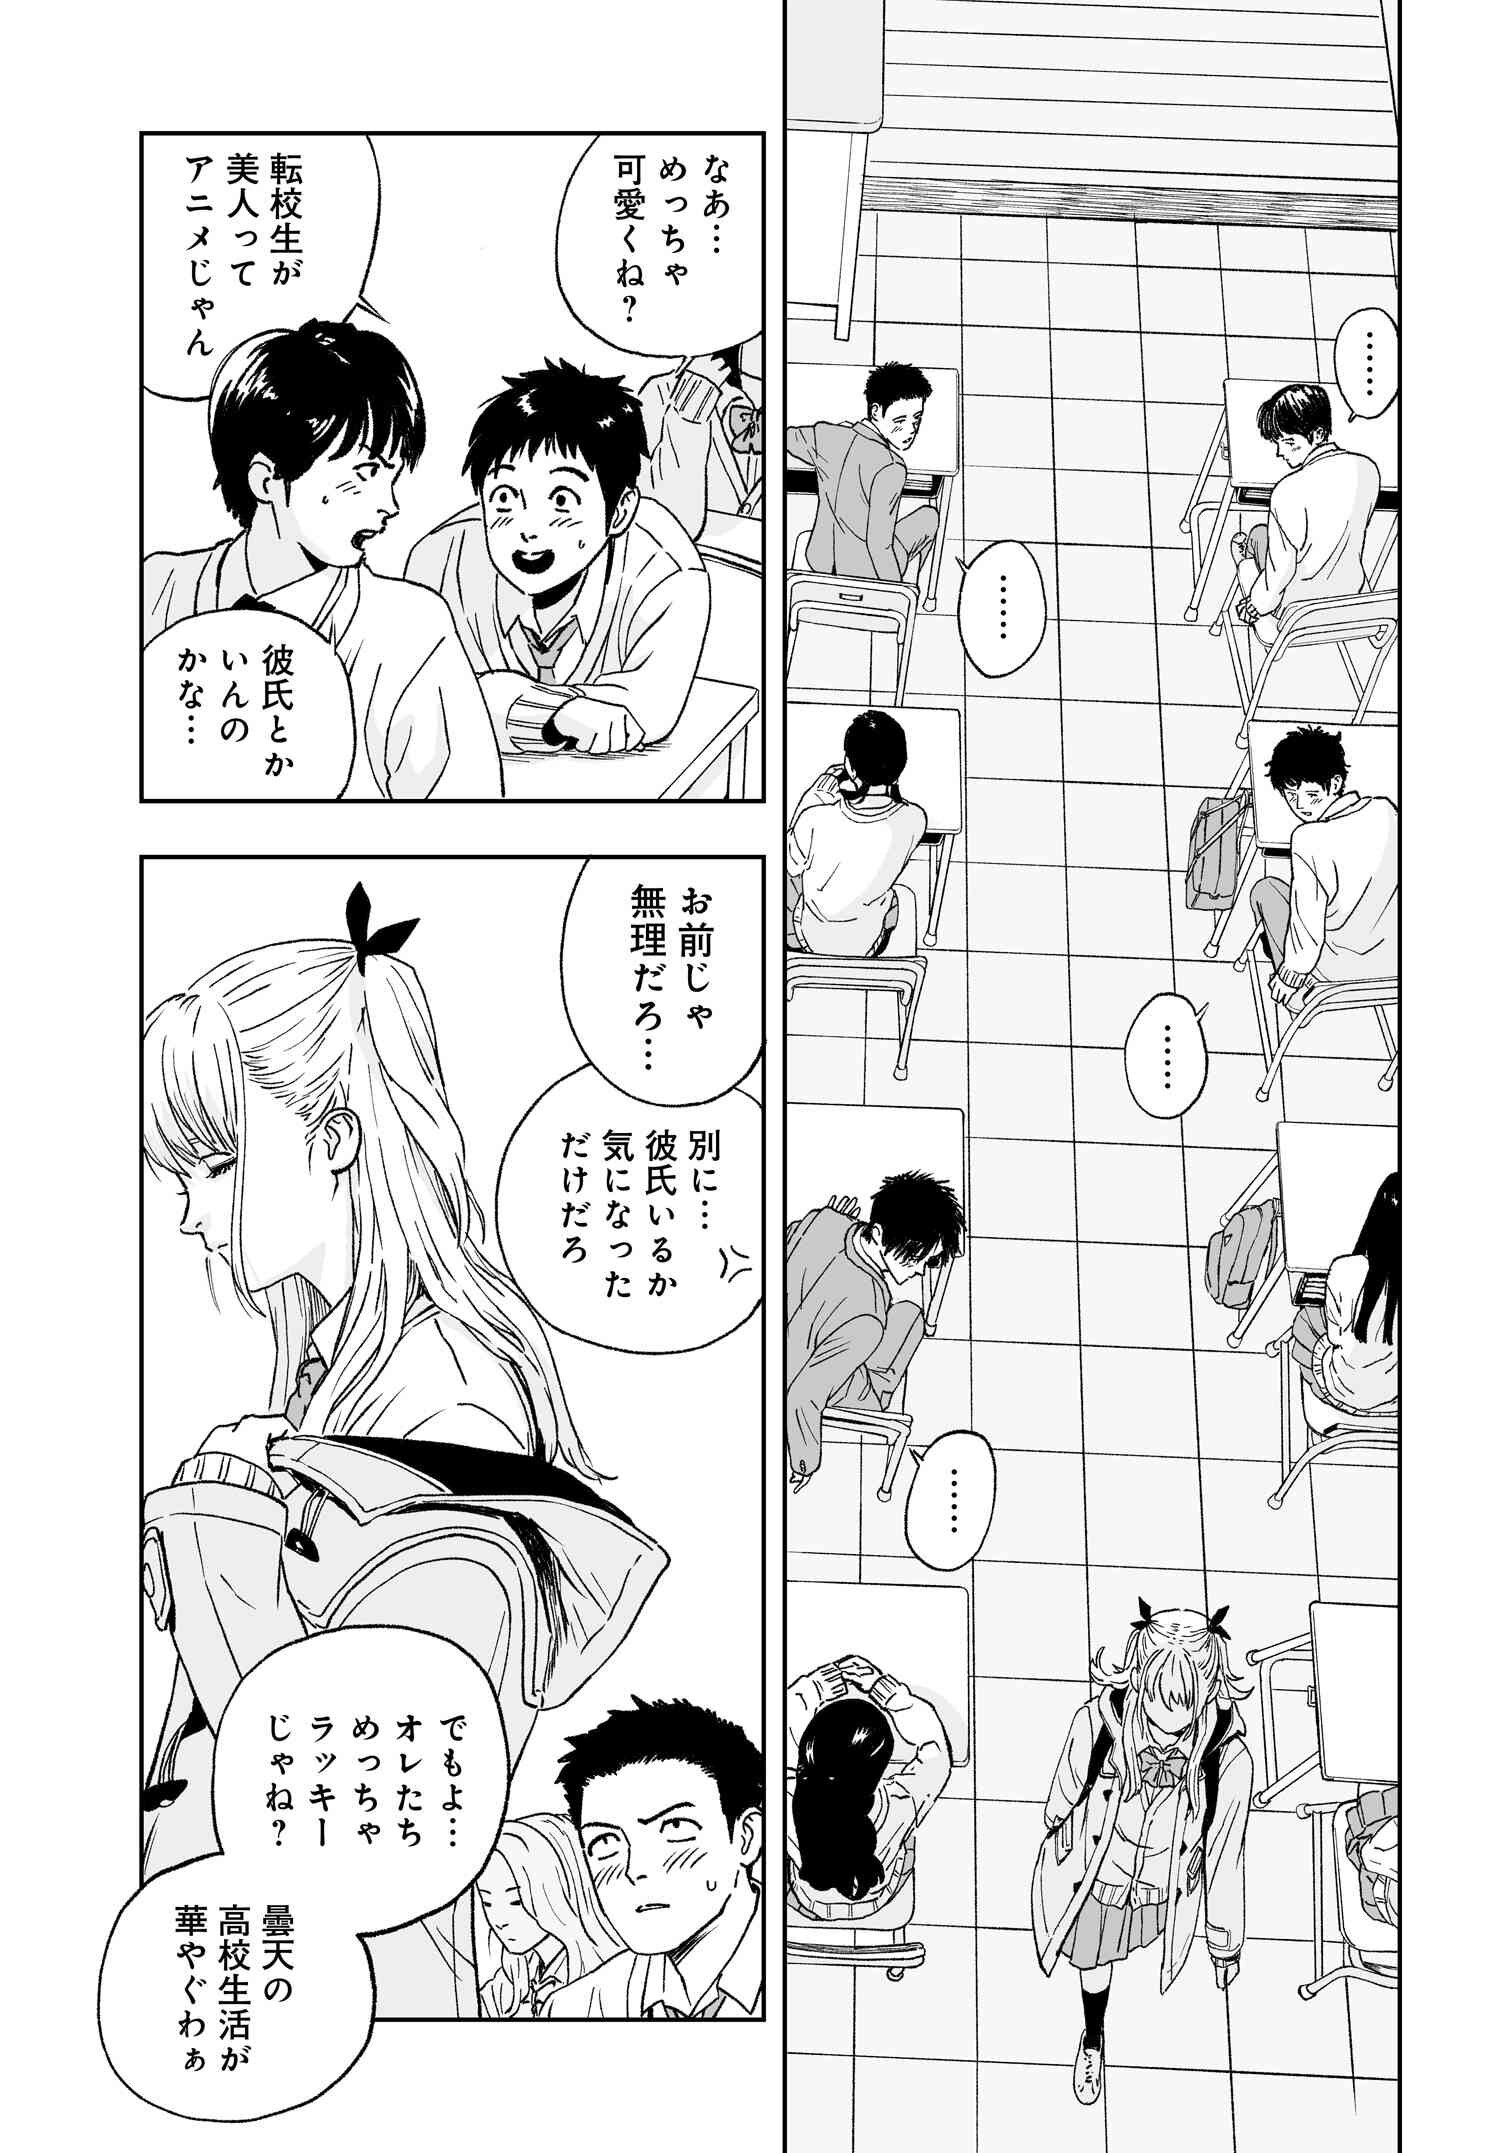 ……
……
……
……
なあ…
めっちゃ
可愛くね?
転校生が
美人って
アニメじゃん
彼氏とか
いんの
かな…
お前じゃ
無理だろ…
別に…
彼氏いるか
気になった
だけだろ
でもよ…
オレたち
めっちゃ
ラッキー
じゃね?
曇天の
高校生活が
華やぐわぁ